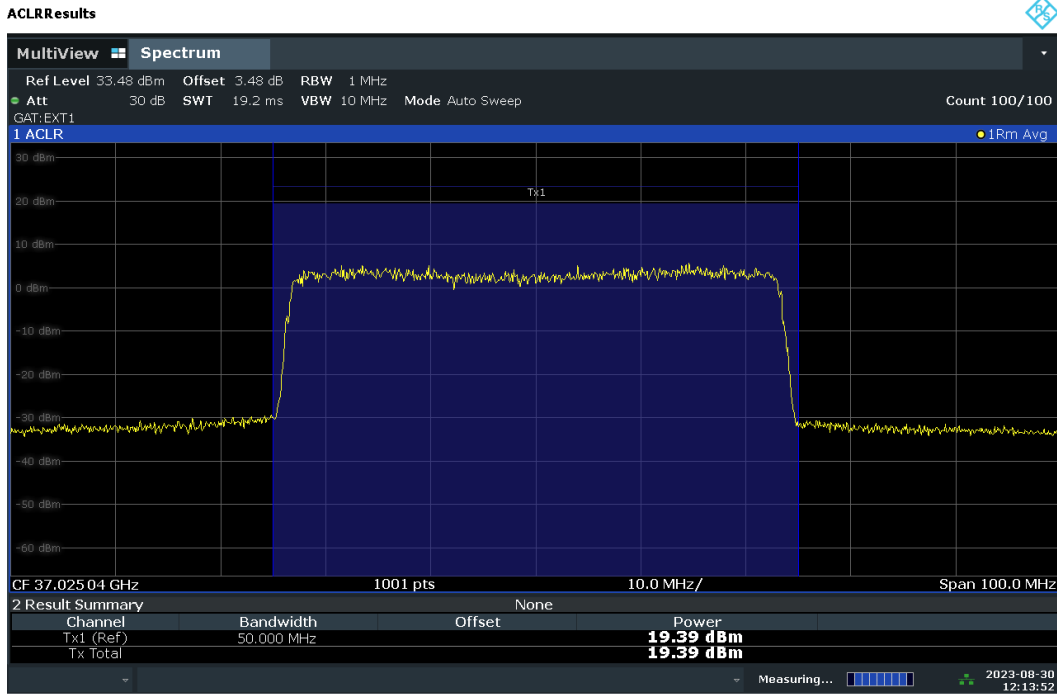 ACLRResults
R S
MultiView Spectrum
Ref Level 33.48 dBm Offset 3.48 dB RBW 1 MHz
Att 30 dB SWT 19.2 ms VBW 10 MHz Mode Auto Sweep Count 100/100
GAT:EXT1
1 ACLR 1Rm Avg
30 dBm
Tx1
20 dBm
10 dBm
0 dBm
-10 dBm
-20 dBm
-30 dBm
-40 dBm
-50 dBm
-60 dBm
CF 37.02504 GHz 1001 pts 10.0 MHz/ Span 100.0 MHz
2 Result Summary None
Channel Bandwidth Offset Power
Tx1 (Ref) 50.000 MHz 19.39 dBm
Tx Total 19.39 dBm
Measuring... 2023-08-30
12:13:52